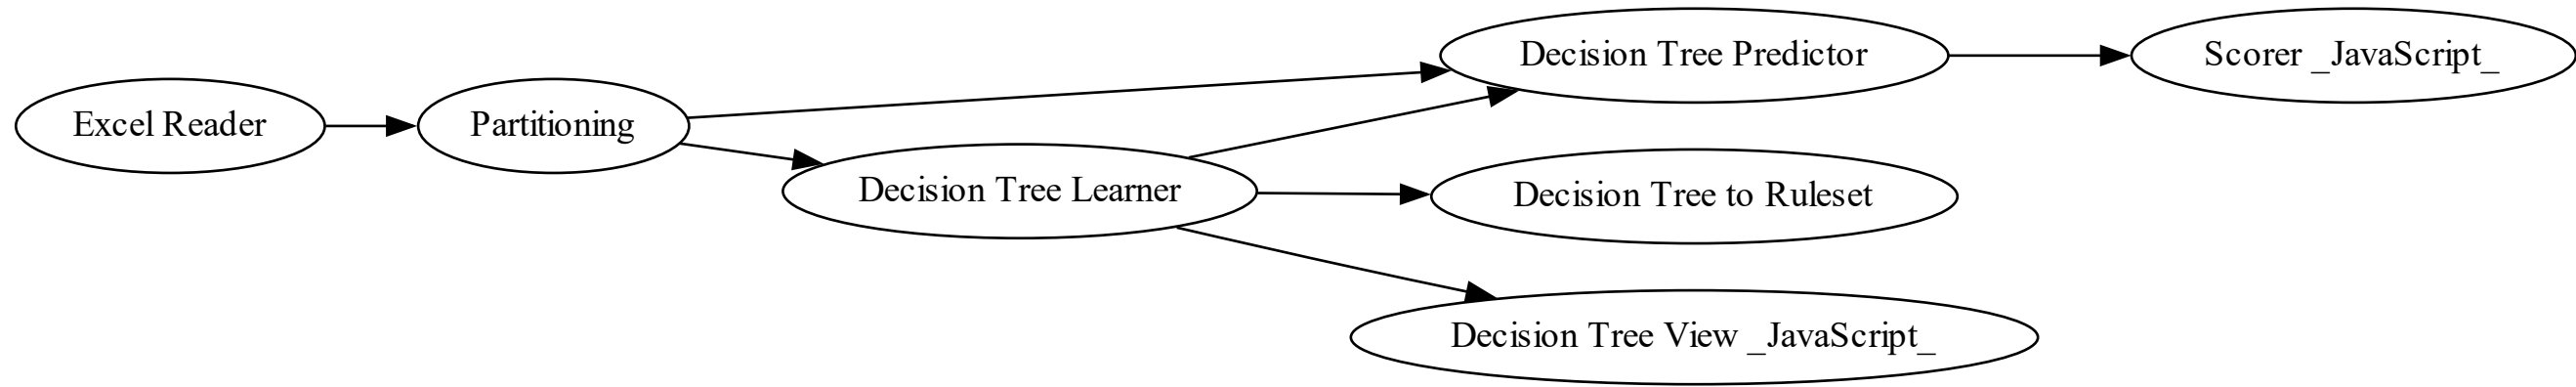 Excel Reader
Partitioning
Decision Tree Learner
Decision Tree Predictor
Decision Tree to Ruleset
Decision Tree View _JavaScript_
Scorer _JavaScript_